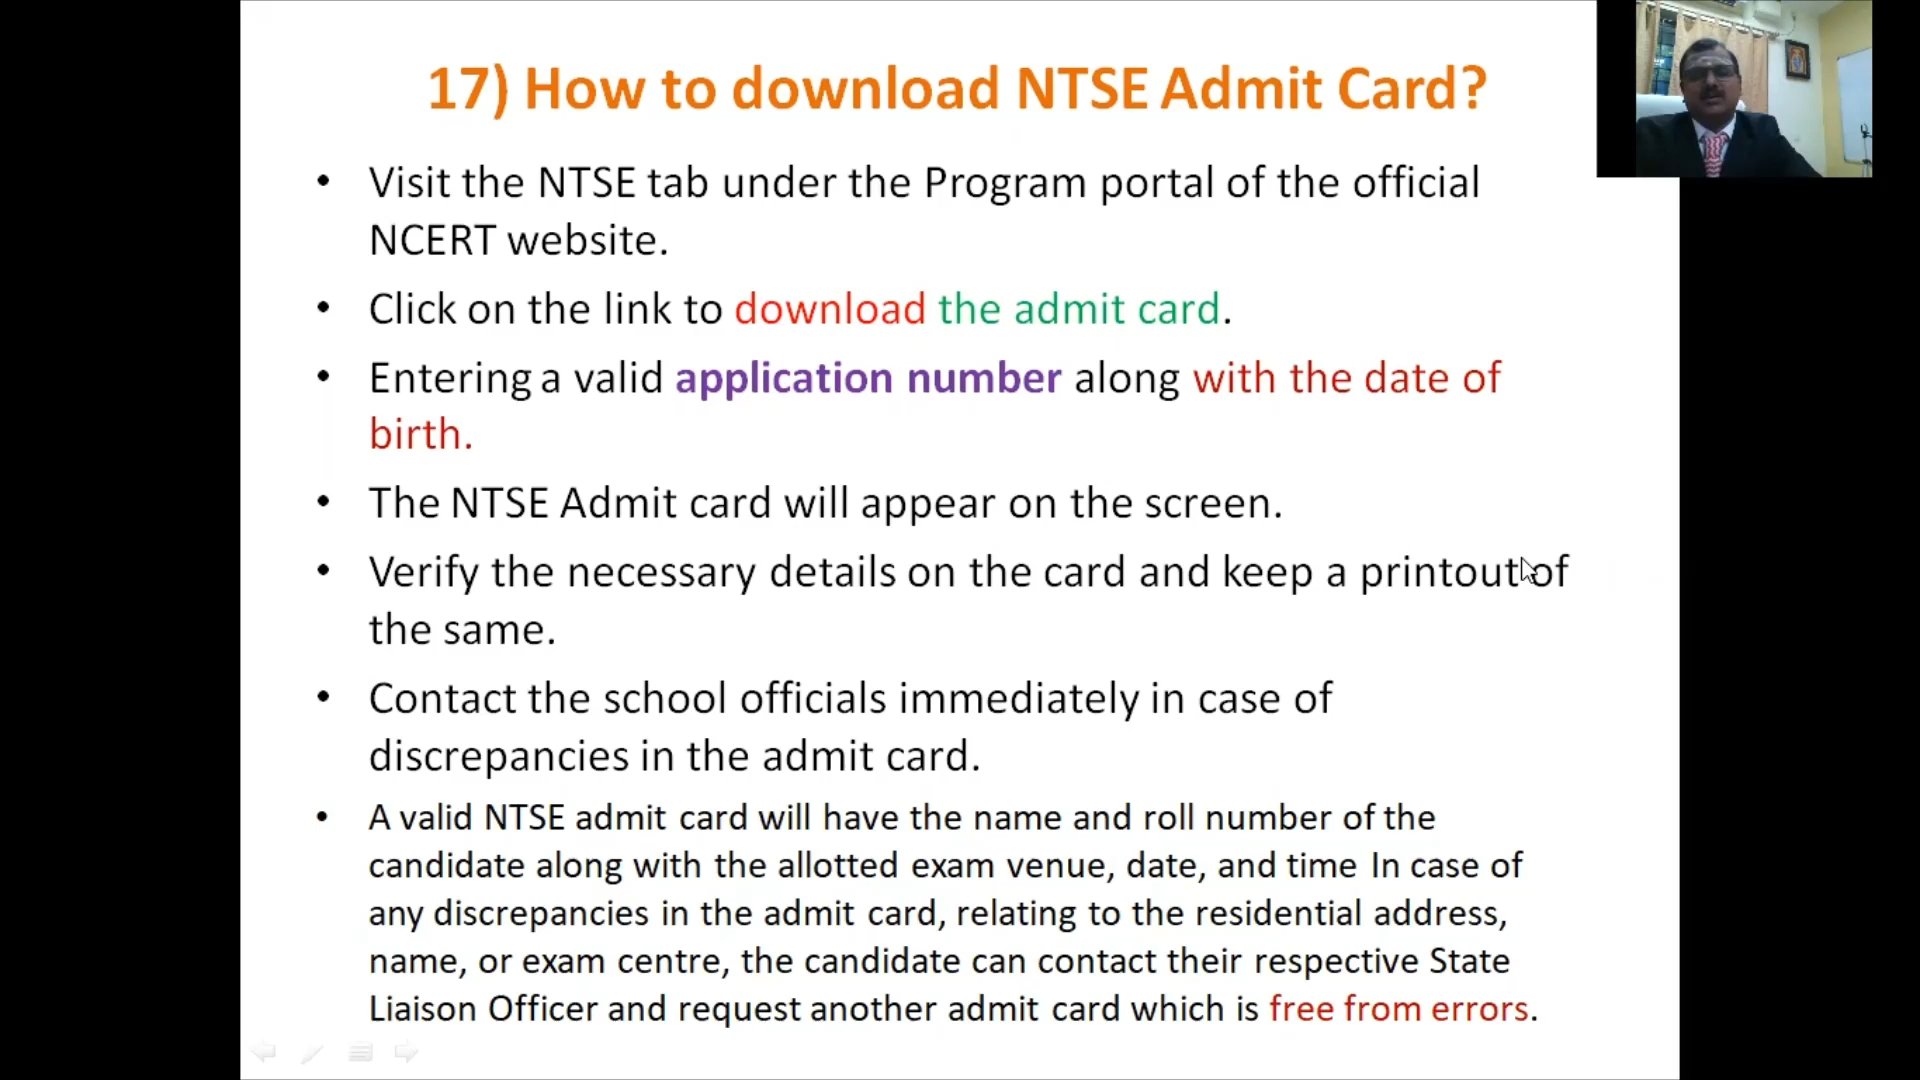 17) How to download NTSE Admit Card?
• Visit the NTSE tab under the Program portal of the official
NCERT website.
• Click on the link to download the admit card.
• Entering a valid application number along with the date of
birth.
• The NTSE Admit card will appear on the screen.
• Verify the necessary details on the card and keep a printout of
the same.
• Contact the school officials immediately in case of
discrepancies in the admit card.
• A valid NTSE admit card will have the name and roll number of the
candidate along with the allotted exam venue, date, and time In case of
any discrepancies in the admit card, relating to the residential address,
name, or exam centre, the candidate can contact their respective State
Liaison Officer and request another admit card which is free from errors.